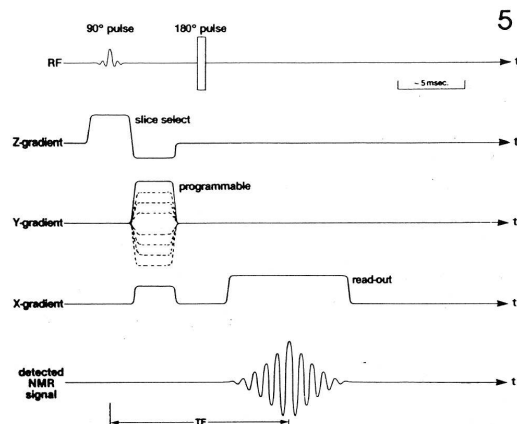 5
90° pulse 180° pulse
RF t
~ 5 msec.
slice select
Z-gradient t
programmable
Y-gradient t
read-out
X-gradient t
detected
NMR
signal t
TE